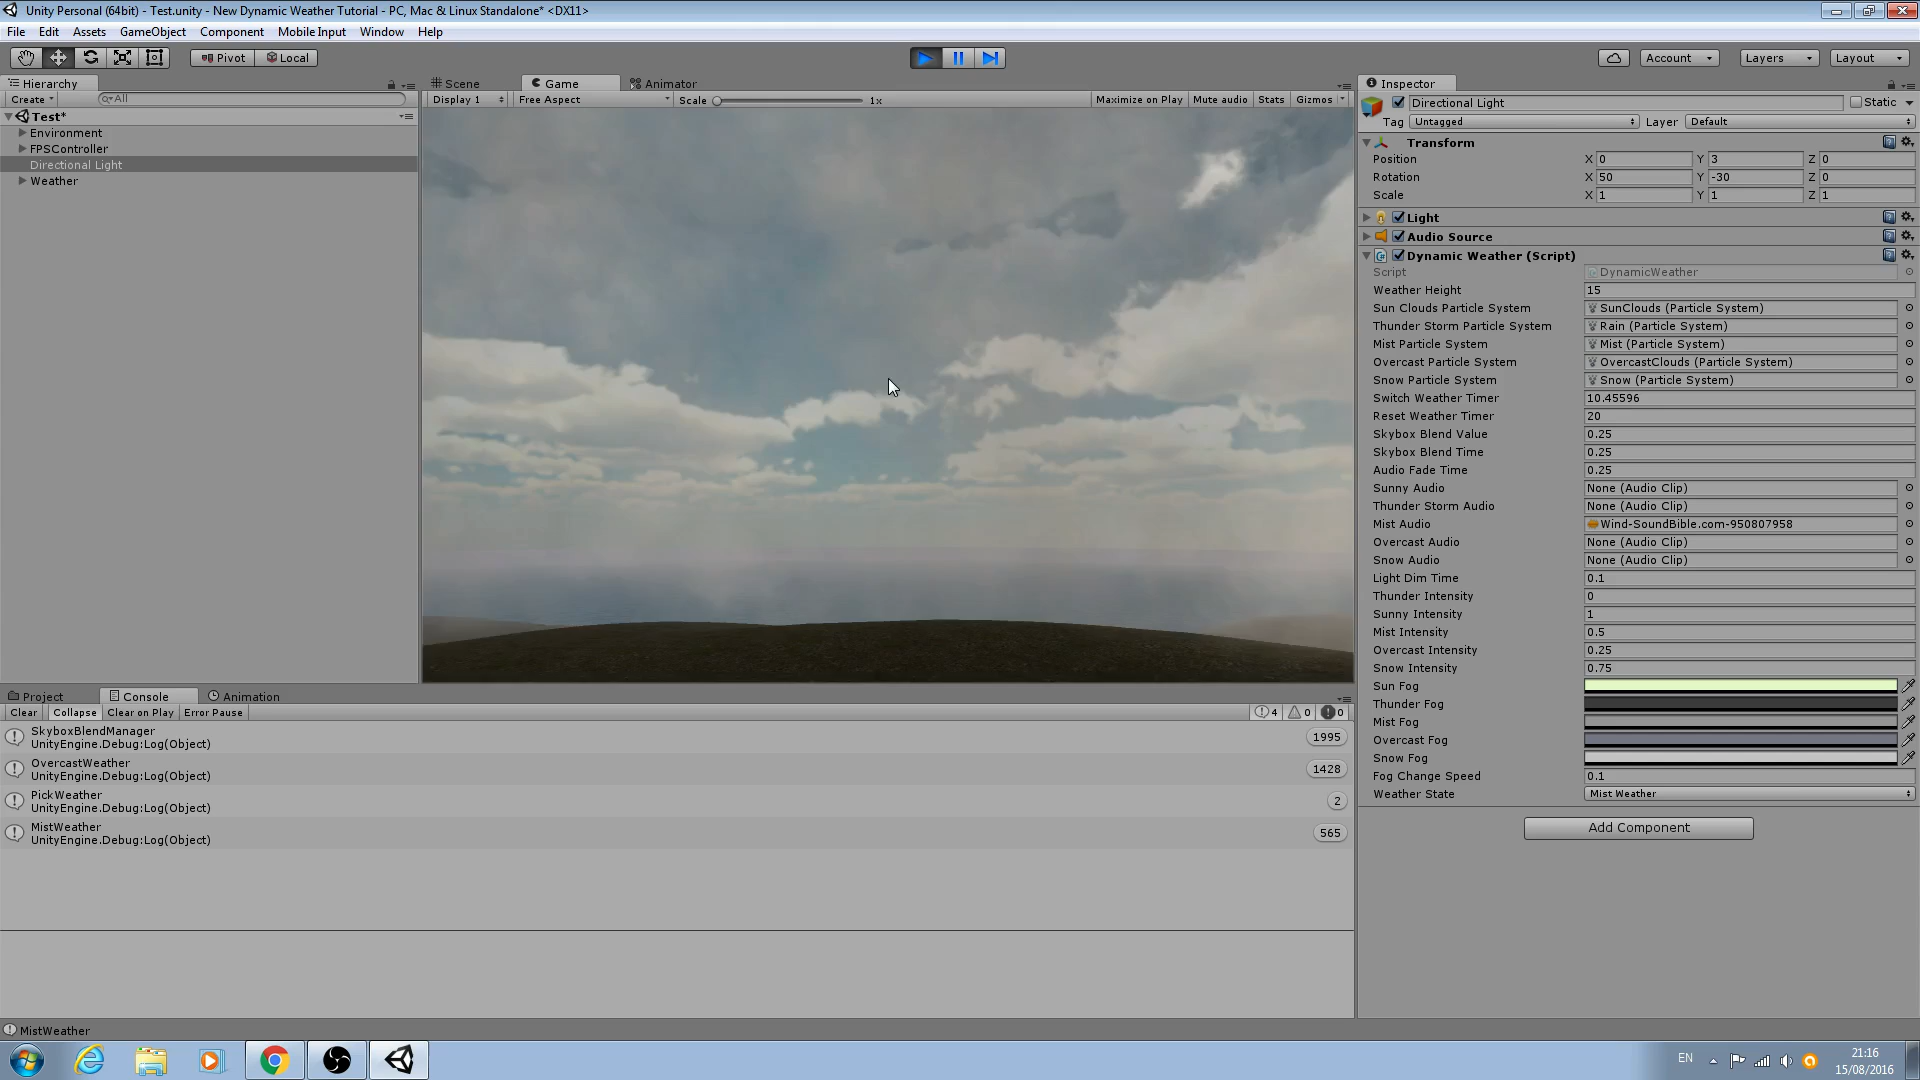 Unity Personal (64bit) - Test.unity - New Dynamic Weather Tutorial - PC, Mac & Linux Standalone* <DX11>
File Edit Assets GameObject Component Mobile Input Window Help
Pivot Local Account Layers Layout
Hierarchy Scene Game Animator Inspector
Create All Display 1 Free Aspect Scale 1x Maximize on Play Mute audio Stats Gizmos
Directional Light Static
Tag Untagged Layer Default
Test*
Environment
FPSController
Directional Light
Weather
Transform
Position X 0 Y 3 Z 0
Rotation X 50 Y -30 Z 0
Scale X 1 Y 1 Z 1
Light
Audio Source
Dynamic Weather (Script)
Script DynamicWeather
Weather Height 15
Sun Clouds Particle System SunClouds (Particle System)
Thunder Storm Particle System Rain (Particle System)
Mist Particle System Mist (Particle System)
Overcast Particle System OvercastClouds (Particle System)
Snow Particle System Snow (Particle System)
Switch Weather Timer 10.45596
Reset Weather Timer 20
Skybox Blend Value 0.25
Skybox Blend Time 0.25
Audio Fade Time 0.25
Sunny Audio None (Audio Clip)
Thunder Storm Audio None (Audio Clip)
Mist Audio Wind-SoundBible.com-950807958
Overcast Audio None (Audio Clip)
Snow Audio None (Audio Clip)
Light Dim Time 0.1
Thunder Intensity 0
Sunny Intensity 1
Mist Intensity 0.5
Overcast Intensity 0.25
Snow Intensity 0.75
Sun Fog
Thunder Fog
Mist Fog
Overcast Fog
Snow Fog
Fog Change Speed 0.1
Weather State Mist Weather
Add Component
Project Console Animation
Clear Collapse Clear on Play Error Pause 4 0 0
SkyboxBlendManager
UnityEngine.Debug:Log(Object) 1995
OvercastWeather
UnityEngine.Debug:Log(Object) 1428
PickWeather
UnityEngine.Debug:Log(Object) 2
MistWeather
UnityEngine.Debug:Log(Object) 565
MistWeather
EN 21:16
15/08/2016